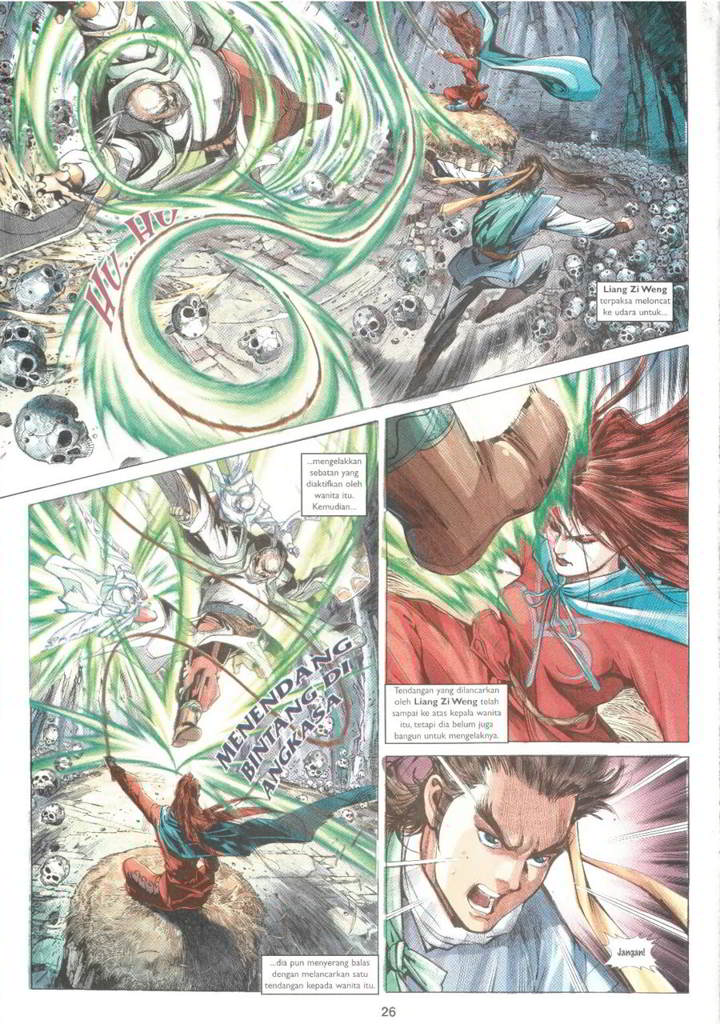 HU... HU...
Liang Zi Weng
terpaksa meloncat
ke udara untuk...
...mengelakkan
sebatan yang
diaktifkan oleh
wanita itu.
Kemudian...
MENENDANG
BINTANG DI
ANGKASA
...dia pun menyerang balas
dengan melancarkan satu
tendangan kepada wanita itu.
Tendangan yang dilancarkan
oleh Liang Zi Weng telah
sampai ke atas kepala wanita
itu, tetapi dia belum juga
bangun untuk mengelaknya.
Jangan!
26